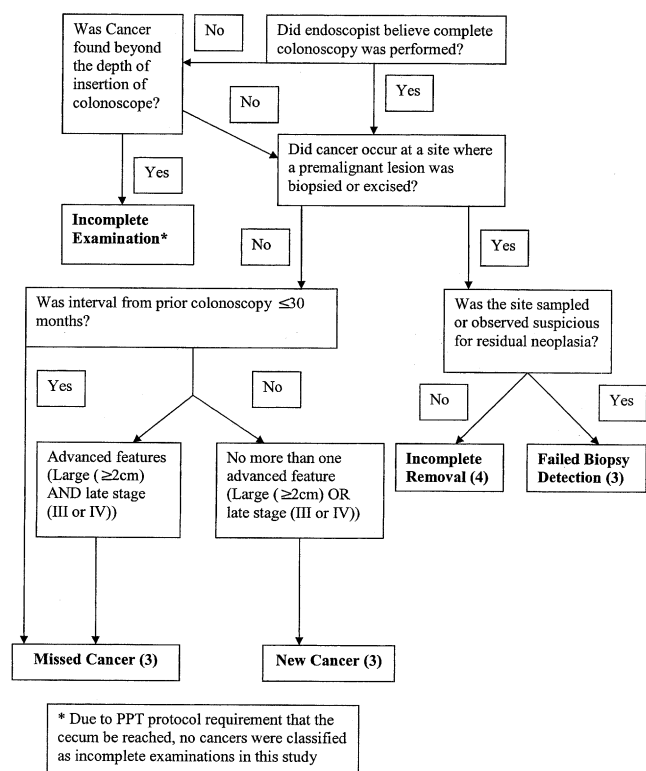 Was Cancer
found beyond
the depth of
insertion of
colonoscope?
No
Did endoscopist believe complete
colonoscopy was performed?
No
Yes
Did cancer occur at a site where
a premalignant lesion was
biopsied or excised?
Yes
Incomplete
Examination*
No
Yes
Was interval from prior colonoscopy ≤30
months?
Was the site sampled
or observed suspicious
for residual neoplasia?
Yes
No
No
Yes
Advanced features
(Large (≥2cm)
AND late stage
(III or IV))
No more than one
advanced feature
(Large (≥2cm) OR
late stage (III or IV))
Incomplete
Removal (4)
Failed Biopsy
Detection (3)
Missed Cancer (3)
New Cancer (3)
* Due to PPT protocol requirement that the
cecum be reached, no cancers were classified
as incomplete examinations in this study